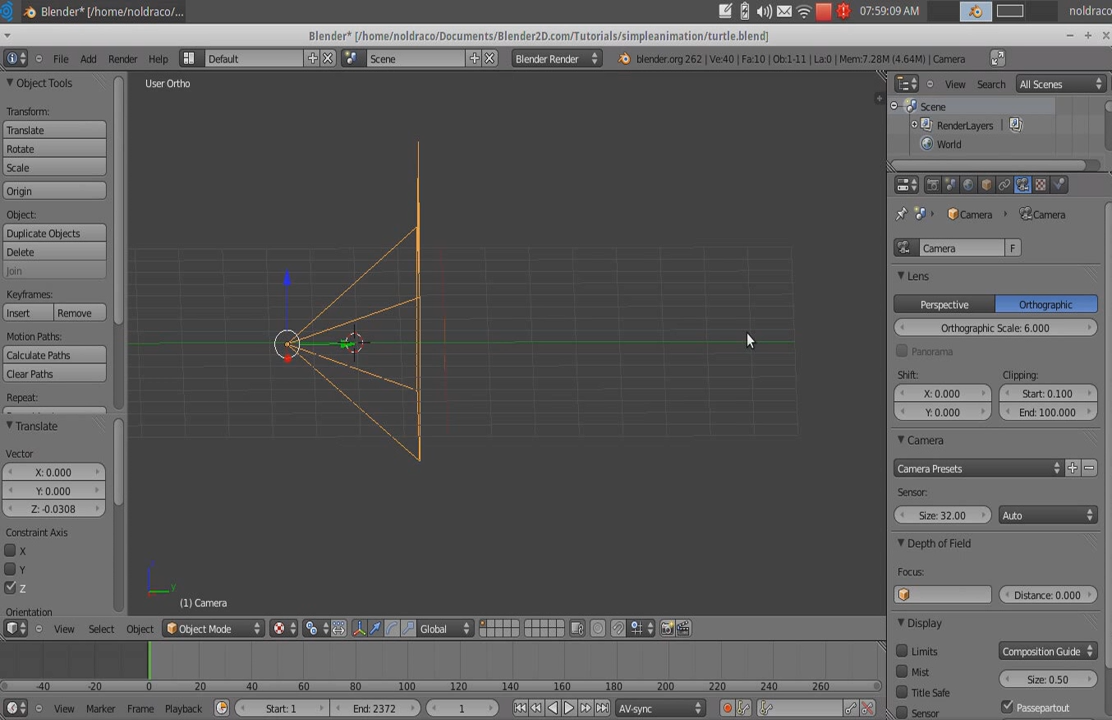 Blender* [/home/noldraco/...
07:59:09 AM
noldraco
Blender* [/home/noldraco/Documents/Blender2D.com/Tutorials/simpleanimation/turtle.blend]
File Add Render Help
Default
Scene
Blender Render
blender.org 262 | Ve:40 | Fa:10 | Ob:1-11 | La:0 | Mem:7.28M (4.64M) | Camera
Object Tools
Transform:
Translate
Rotate
Scale
Origin
Object:
Duplicate Objects
Delete
Join
Keyframes:
Insert Remove
Motion Paths:
Calculate Paths
Clear Paths
Repeat:
Translate
Vector
X: 0.000
Y: 0.000
Z: -0.0308
Constraint Axis
X
Y
Z
Orientation
User Ortho
(1) Camera
View Select Object
Object Mode
Global
-40 -20 0 20 40 60 80 100 120 140 160 180 200 220 240 260
View Marker Frame Playback
Start: 1
End: 2372
1
AV-sync
View Search
All Scenes
Scene
RenderLayers
World
Camera
Camera
Camera
F
Lens
Perspective Orthographic
Orthographic Scale: 6.000
Panorama
Shift: Clipping:
X: 0.000 Start: 0.100
Y: 0.000 End: 100.000
Camera
Camera Presets
Sensor:
Size: 32.00 Auto
Depth of Field
Focus:
Distance: 0.000
Display
Limits Composition Guide
Mist Size: 0.50
Title Safe
Sensor Passepartout